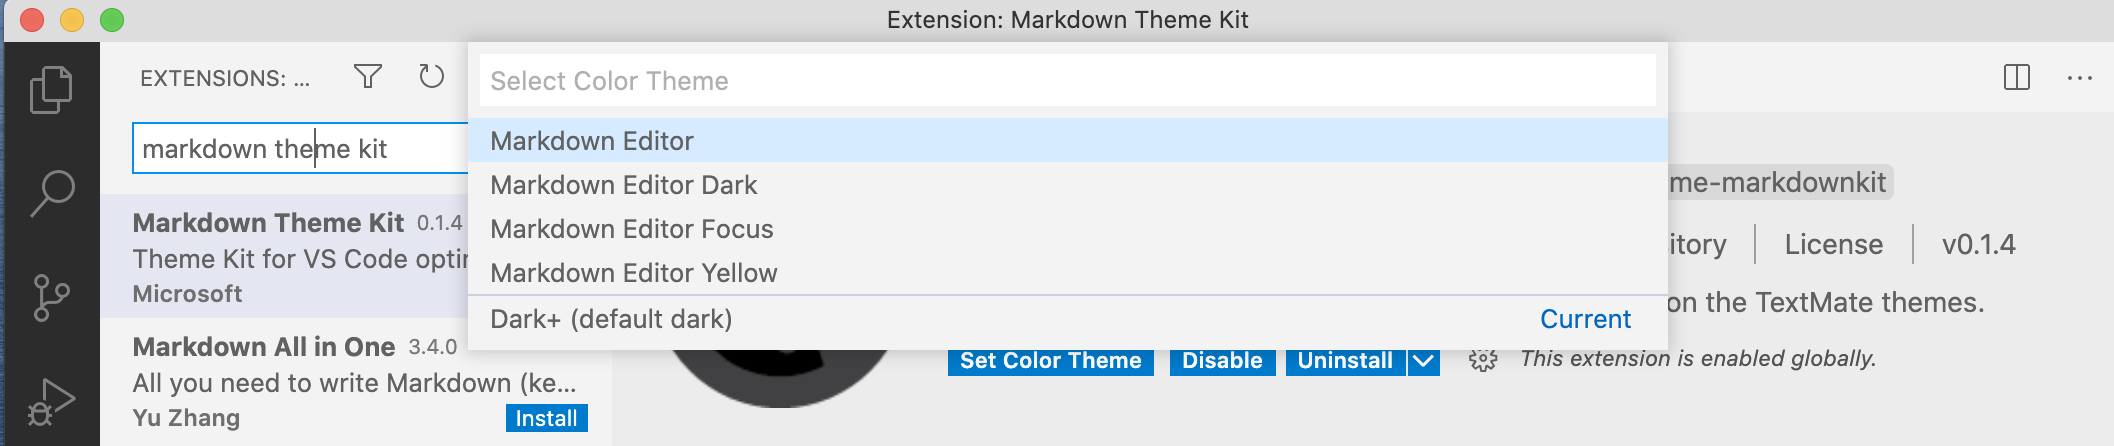 Extension: Markdown Theme Kit
EXTENSIONS: ...
markdown theme kit
Markdown Theme Kit 0.1.4
Theme Kit for VS Code
Microsoft
Markdown All in One 3.4.0
All you need to write Markdown (ke...
Yu Zhang
Install
Select Color Theme
Markdown Editor
Markdown Editor Dark
Markdown Editor Focus
Markdown Editor Yellow
Dark+ (default dark) Current
me-markdownkit
itory License v0.1.4
on the TextMate themes.
Set Color Theme Disable Uninstall
This extension is enabled globally.